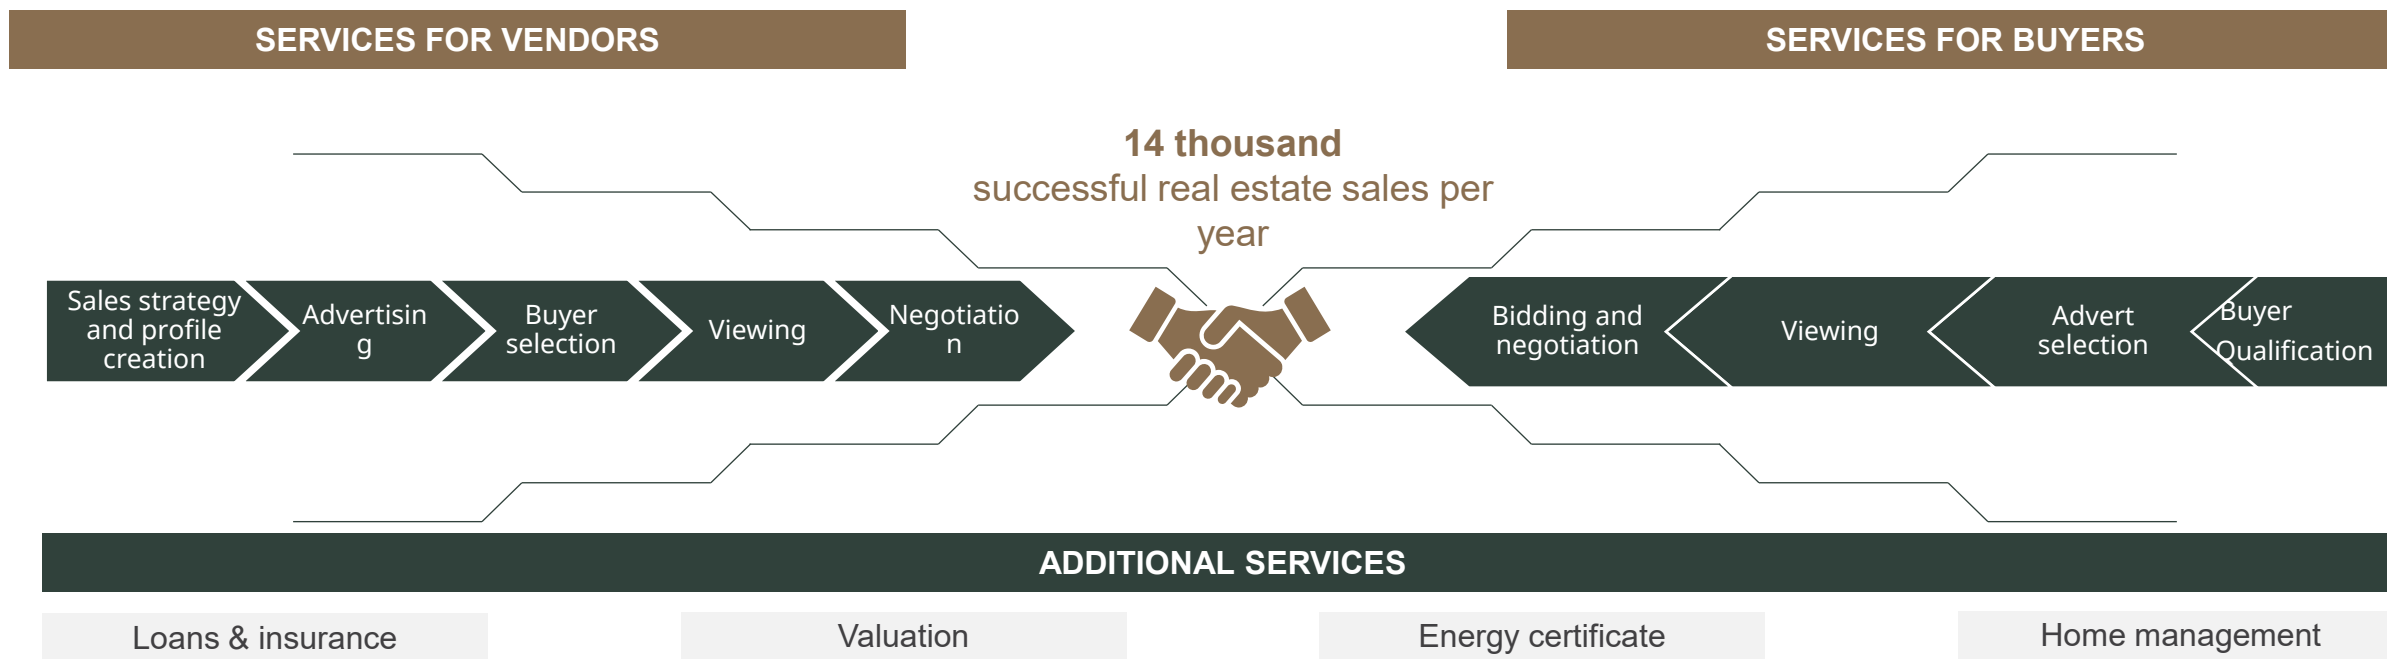 SERVICES FOR VENDORS
SERVICES FOR BUYERS
14 thousand
successful real estate sales per
year
Sales strategy
and profile
creation
Advertisin
g
Buyer
selection
Viewing
Negotiatio
n
Bidding and
negotiation
Viewing
Advert
selection
Buyer
Qualification
ADDITIONAL SERVICES
Loans & insurance
Valuation
Energy certificate
Home management